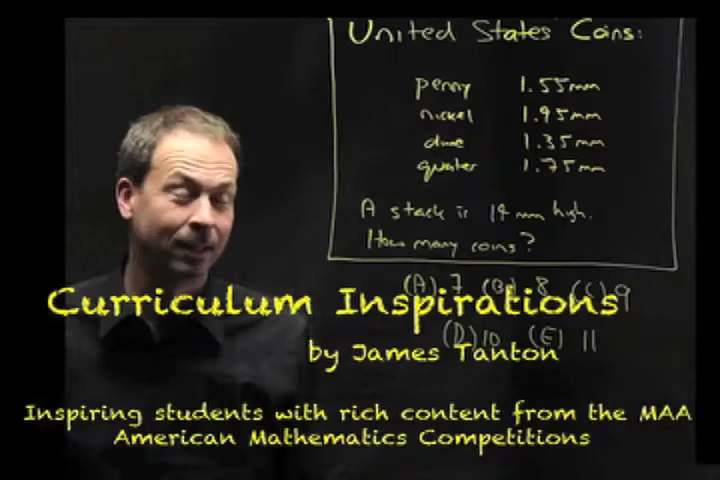 United States Coins:
penny 1.55mm
nickel 1.95mm
dime 1.35mm
quater 1.75mm
A stack is 14 mm high.
How many coins?
(A) 7 (B) 8 (C) 9
Curriculum Inspirations
(D) 10 (E) 11
by James Tanton
Inspiring students with rich content from the MAA
American Mathematics Competitions